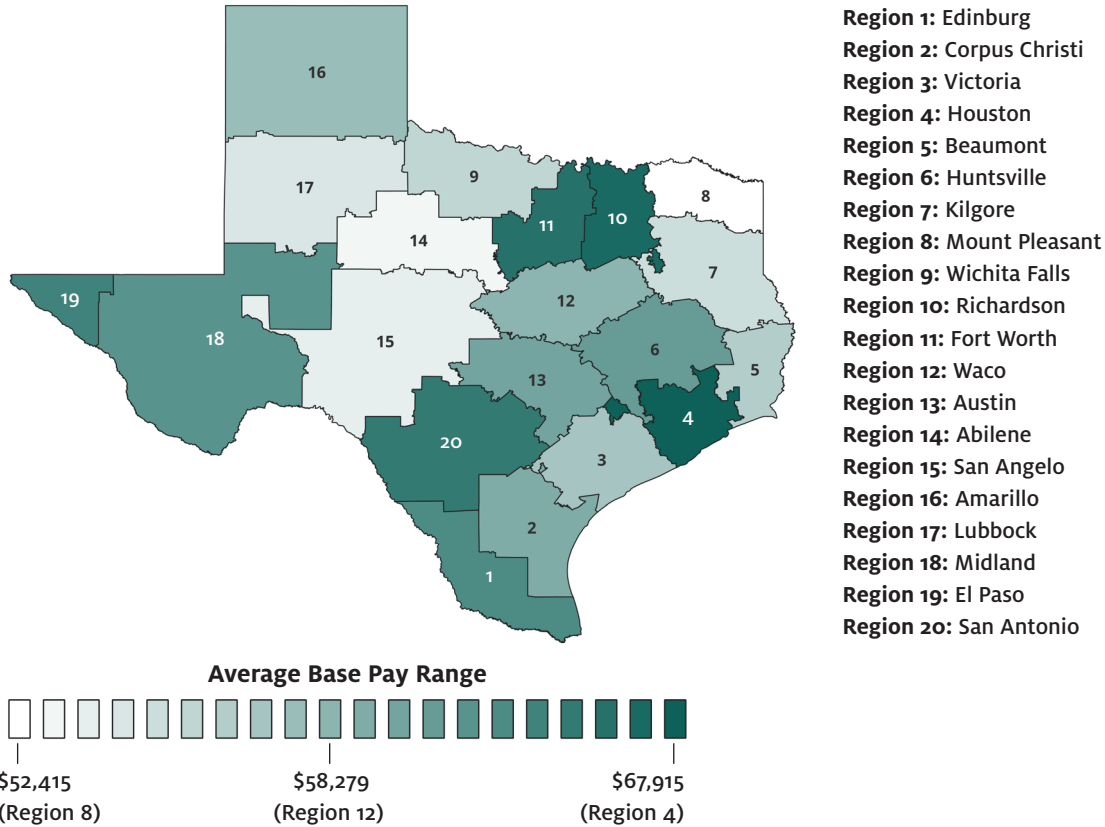 16
17
9
8
14
11
10
7
19
18
12
15
6
5
13
4
20
3
2
1
Region 1: Edinburg
Region 2: Corpus Christi
Region 3: Victoria
Region 4: Houston
Region 5: Beaumont
Region 6: Huntsville
Region 7: Kilgore
Region 8: Mount Pleasant
Region 9: Wichita Falls
Region 10: Richardson
Region 11: Fort Worth
Region 12: Waco
Region 13: Austin
Region 14: Abilene
Region 15: San Angelo
Region 16: Amarillo
Region 17: Lubbock
Region 18: Midland
Region 19: El Paso
Region 20: San Antonio
Average Base Pay Range
$52,415
(Region 8)
$58,279
(Region 12)
$67,915
(Region 4)